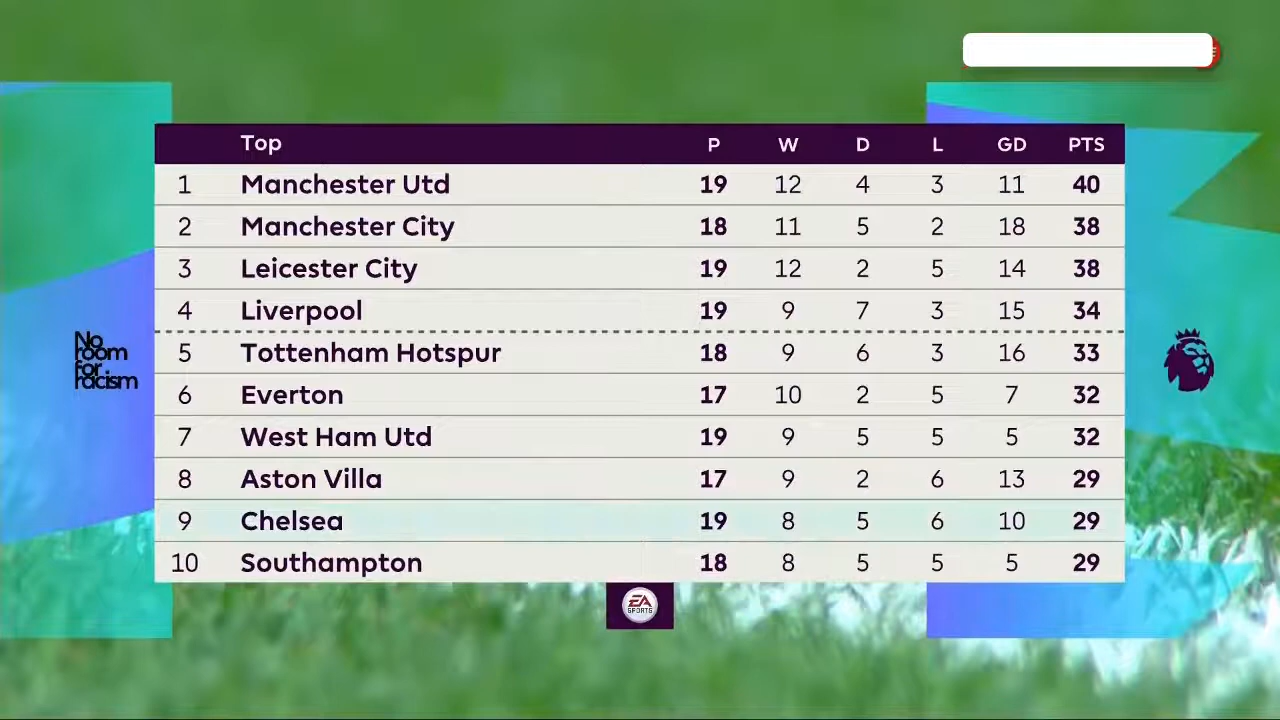 Top P W D L GD PTS
1 Manchester Utd 19 12 4 3 11 40
2 Manchester City 18 11 5 2 18 38
3 Leicester City 19 12 2 5 14 38
4 Liverpool 19 9 7 3 15 34
5 Tottenham Hotspur 18 9 6 3 16 33
6 Everton 17 10 2 5 7 32
7 West Ham Utd 19 9 5 5 5 32
8 Aston Villa 17 9 2 6 13 29
9 Chelsea 19 8 5 6 10 29
10 Southampton 18 8 5 5 5 29
No
room
for
racism
EA
SPORTS